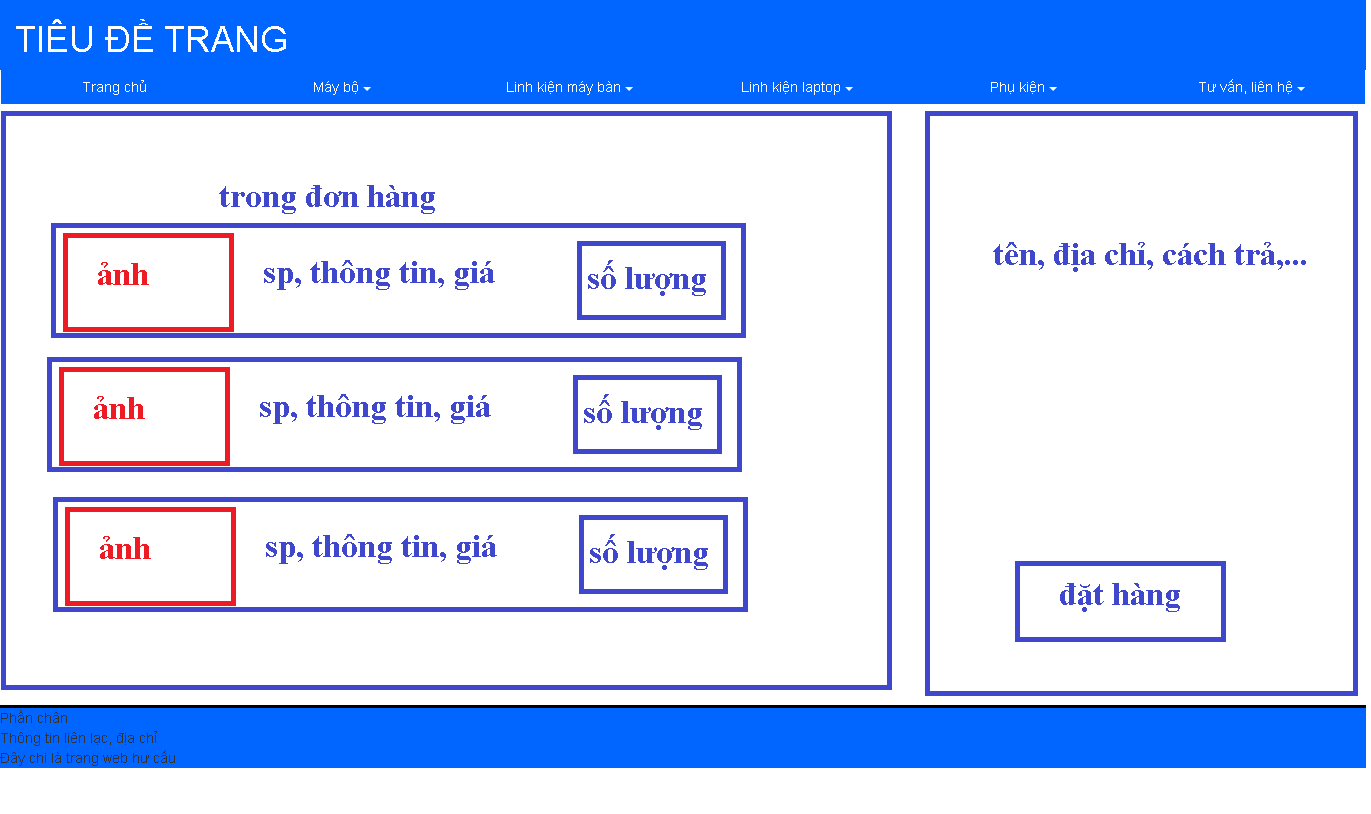 TIÊU ĐỀ TRANG
Trang chủ Máy bộ Linh kiện máy bàn Linh kiện laptop Phụ kiện Tư vấn, liên hệ
trong đơn hàng
ảnh sp, thông tin, giá số lượng
ảnh sp, thông tin, giá số lượng
ảnh sp, thông tin, giá số lượng
tên, địa chỉ, cách trả,...
đặt hàng
Phần chân
Thông tin liên lac, địa chỉ
Đây chỉ là trang web hư cấu